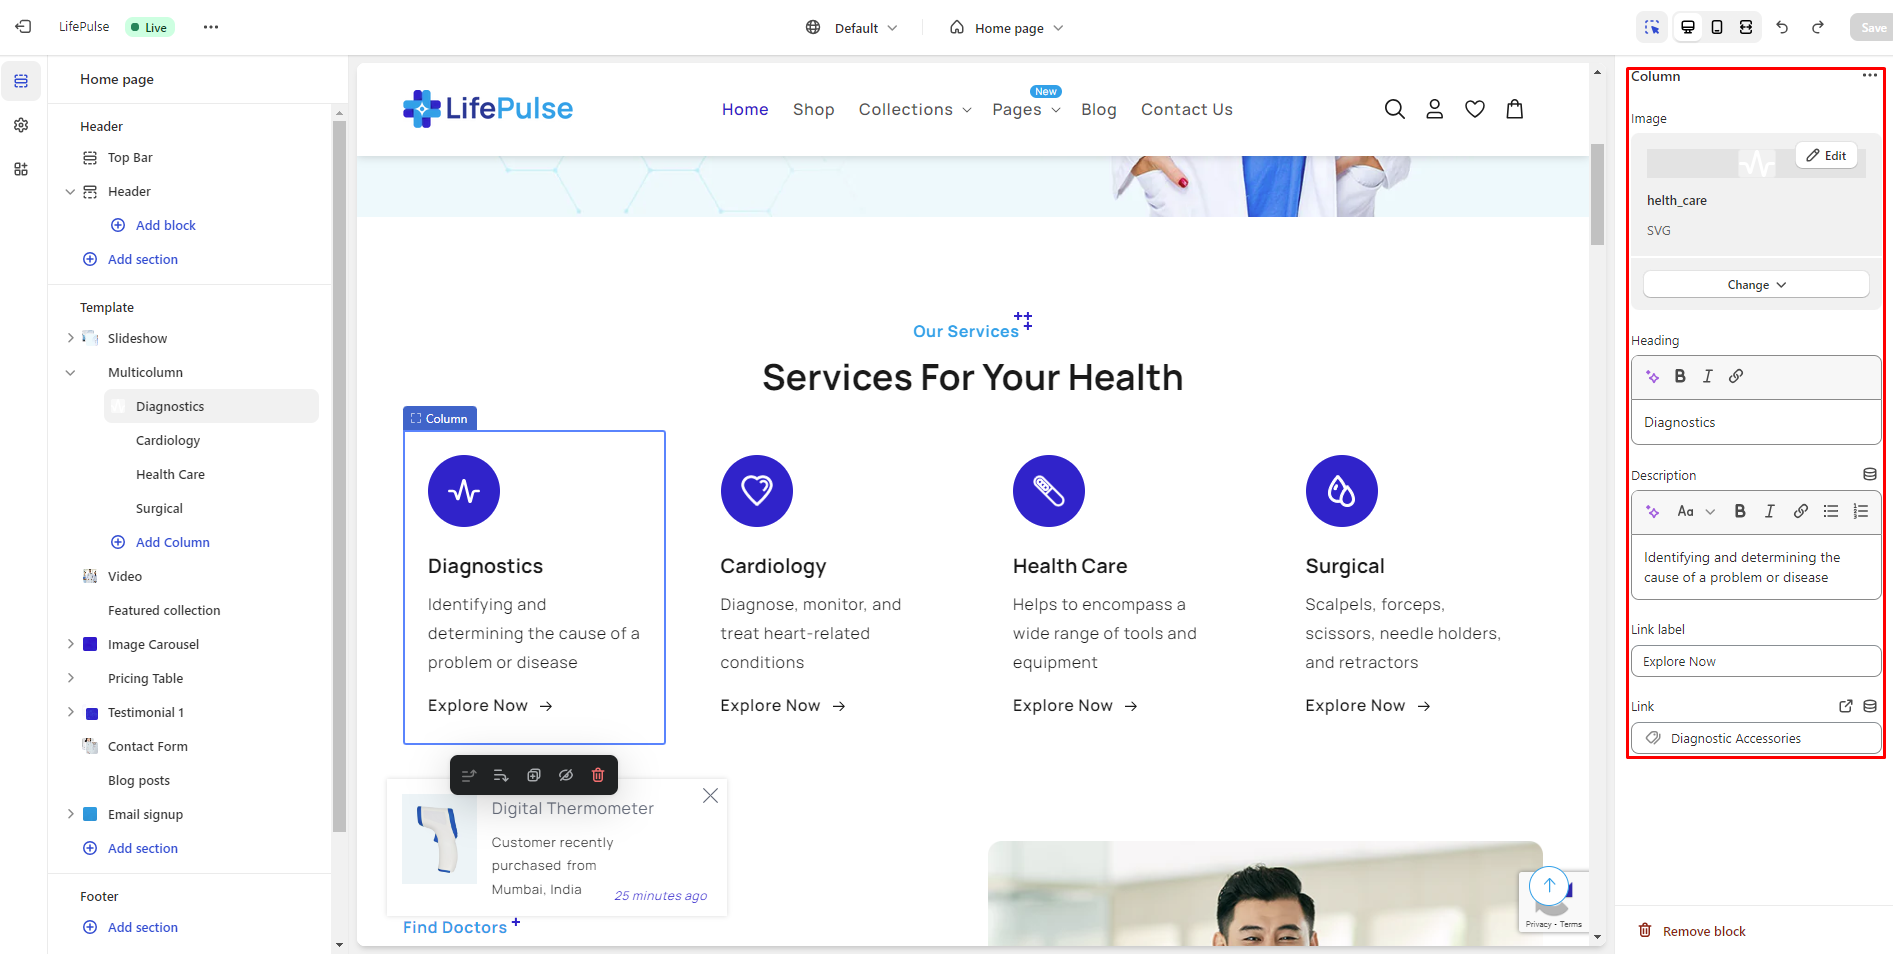 LifePulse
Live
Default
Home page
Save
Home page
Header
Top Bar
Header
Add block
Add section
Template
Slideshow
Multicolumn
Diagnostics
Cardiology
Health Care
Surgical
Add Column
Video
Featured collection
Image Carousel
Pricing Table
Testimonial 1
Contact Form
Blog posts
Email signup
Add section
Footer
Add section
LifePulse
Home
Shop
Collections
Pages
New
Blog
Contact Us
Our Services
Services For Your Health
Column
Diagnostics
Identifying and
determining the cause of a
problem or disease
Explore Now
Cardiology
Diagnose, monitor, and
treat heart-related
conditions
Explore Now
Health Care
Helps to encompass a
wide range of tools and
equipment
Explore Now
Surgical
Scalpels, forceps,
scissors, needle holders,
and retractors
Explore Now
Digital Thermometer
Customer recently
purchased from
Mumbai, India
25 minutes ago
Find Doctors
Privacy - Terms
Column
Image
Edit
helth_care
SVG
Change
Heading
B I
Diagnostics
Description
Aa B I
Identifying and determining the
cause of a problem or disease
Link label
Explore Now
Link
Diagnostic Accessories
Remove block